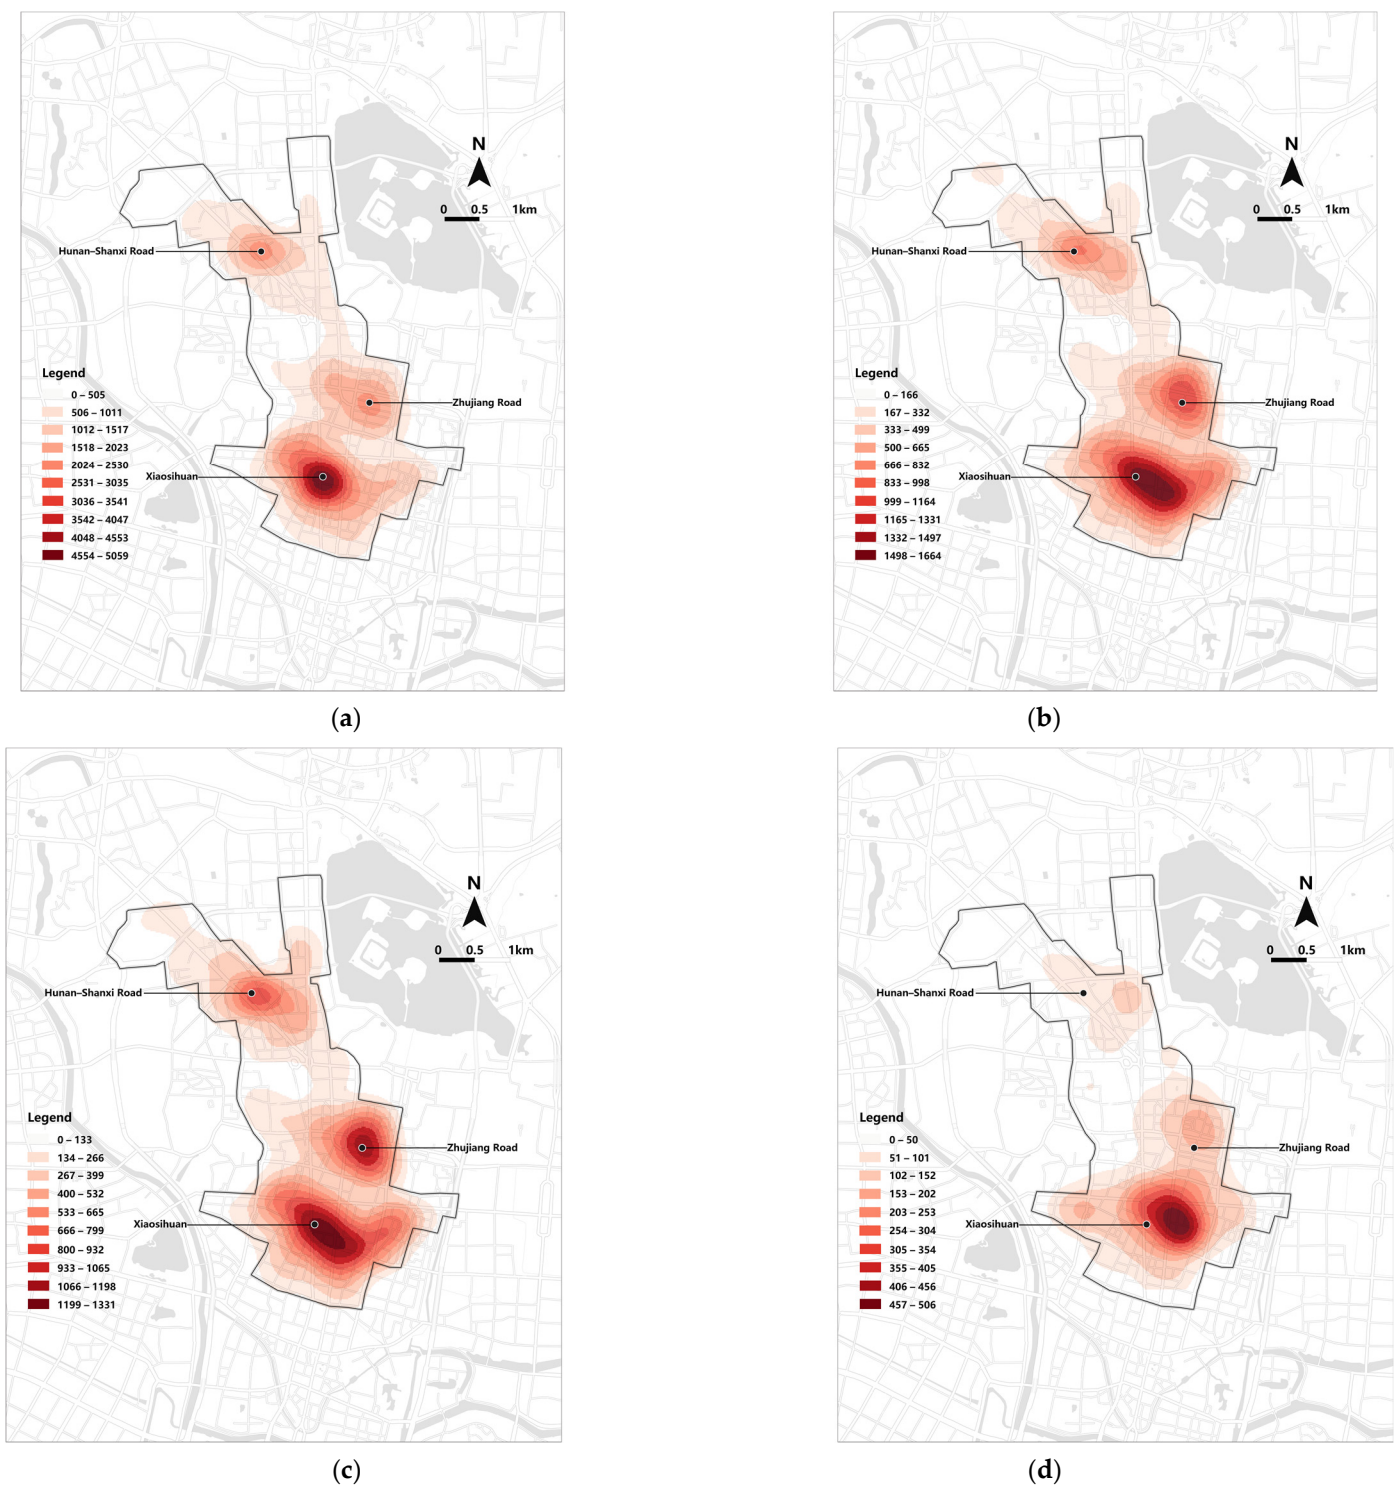 N
0 0.5 1km
Hunan–Shanxi Road
Legend
0 – 505
506 – 1011
1012 – 1517
1518 – 2023
2024 – 2530
2531 – 3035
3036 – 3541
3542 – 4047
4048 – 4553
4554 – 5059
Zhujiang Road
Xiaosihuan
(a)
N
0 0.5 1km
Hunan–Shanxi Road
Legend
0 – 166
167 – 332
333 – 499
500 – 665
666 – 832
833 – 998
999 – 1164
1165 – 1331
1332 – 1497
1498 – 1664
Zhujiang Road
Xiaosihuan
(b)
N
0 0.5 1km
Hunan–Shanxi Road
Legend
0 – 133
134 – 266
267 – 399
400 – 532
533 – 665
666 – 799
800 – 932
933 – 1065
1066 – 1198
1199 – 1331
Zhujiang Road
Xiaosihuan
(c)
N
0 0.5 1km
Hunan–Shanxi Road
Legend
0 – 50
51 – 101
102 – 152
153 – 202
203 – 253
254 – 304
305 – 354
355 – 405
406 – 456
457 – 506
Zhujiang Road
Xiaosihuan
(d)